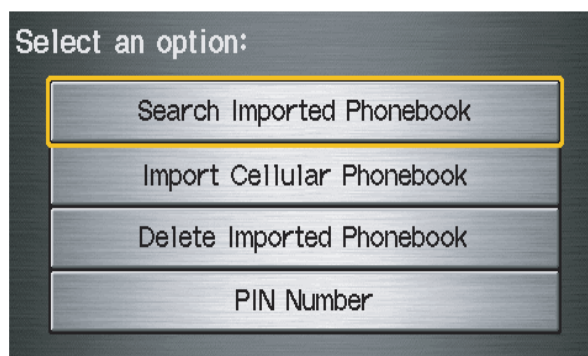 Select an option:
Search Imported Phonebook
Import Cellular Phonebook
Delete Imported Phonebook
PIN Number